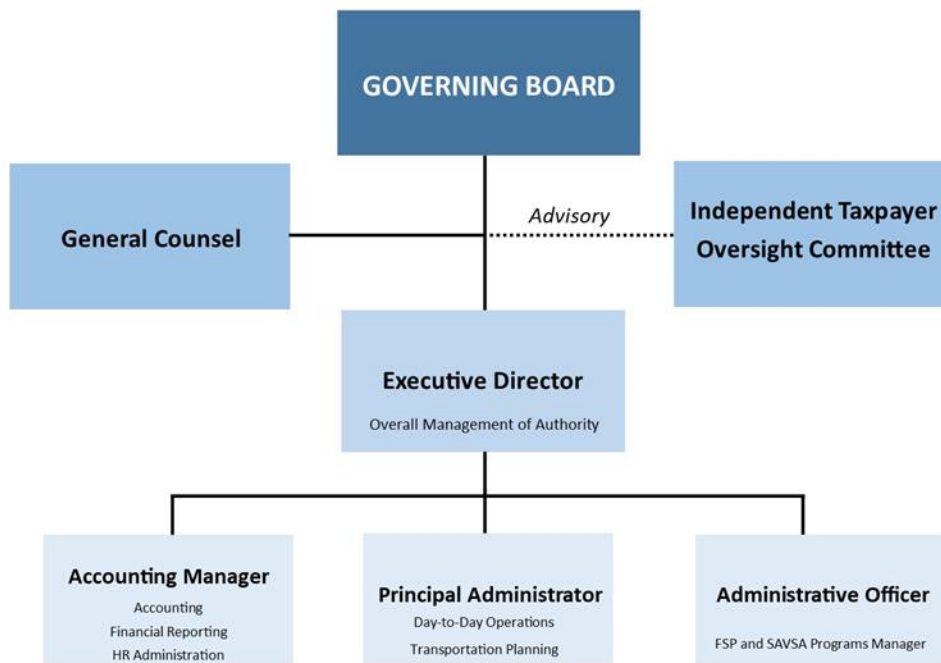 GOVERNING BOARD
General Counsel
Advisory
Independent Taxpayer
Oversight Committee
Executive Director
Overall Management of Authority
Accounting Manager
Accounting
Financial Reporting
HR Administration
Principal Administrator
Day-to-Day Operations
Transportation Planning
Administrative Officer
FSP and SAVSA Programs Manager